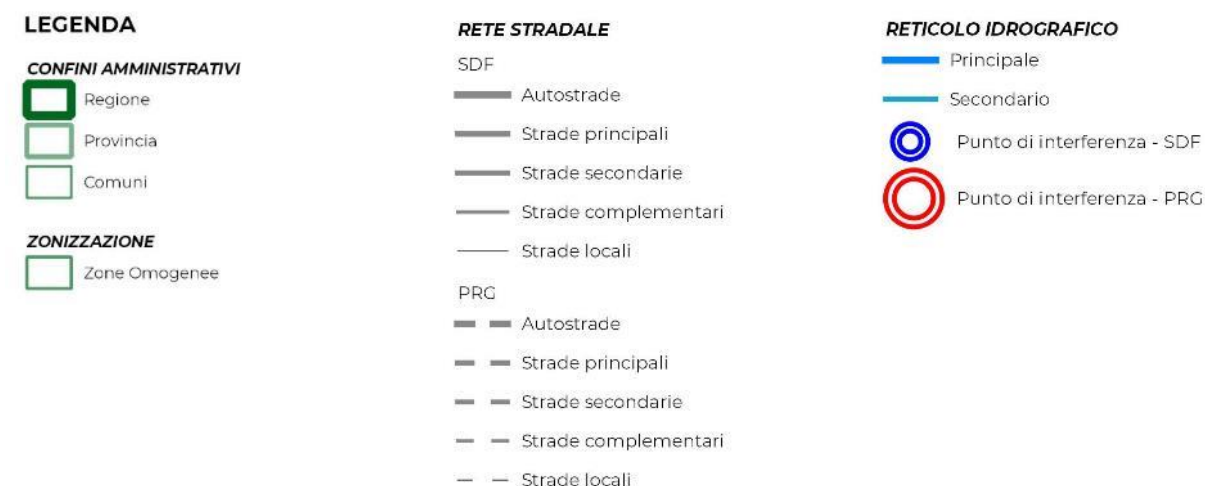 LEGENDA
CONFINI AMMINISTRATIVI
Regione
Provincia
Comuni
ZONIZZAZIONE
Zone Omogenee
RETE STRADALE
SDF
Autostrade
Strade principali
Strade secondarie
Strade complementari
Strade locali
PRG
Autostrade
Strade principali
Strade secondarie
Strade complementari
Strade locali
RETICOLO IDROGRAFICO
Principale
Secondario
Punto di interferenza - SDF
Punto di interferenza - PRG